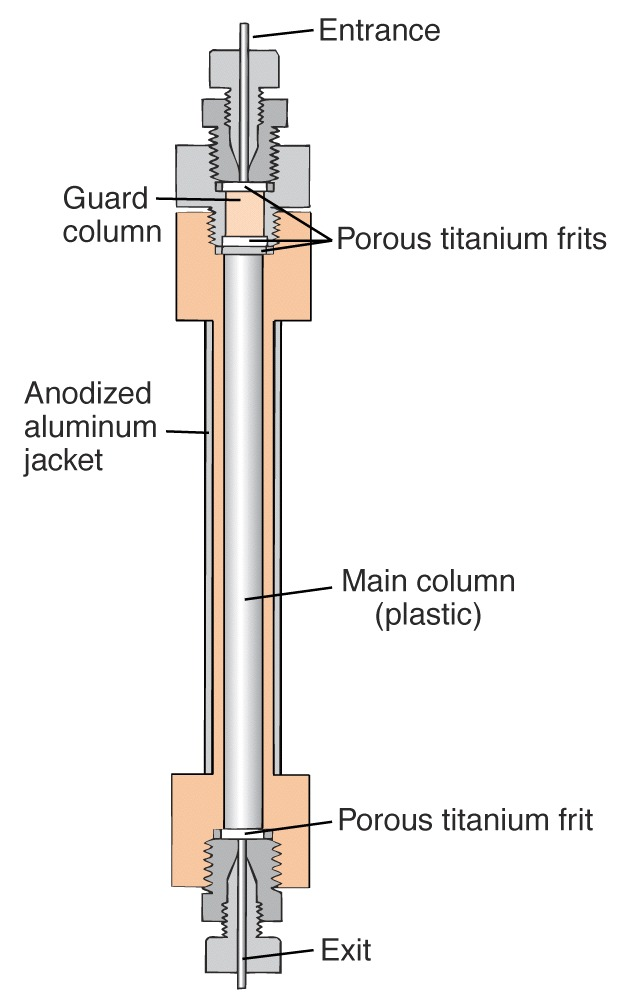 Entrance
Guard
column
Porous titanium frits
Anodized
aluminum
jacket
Main column
(plastic)
Porous titanium frit
Exit